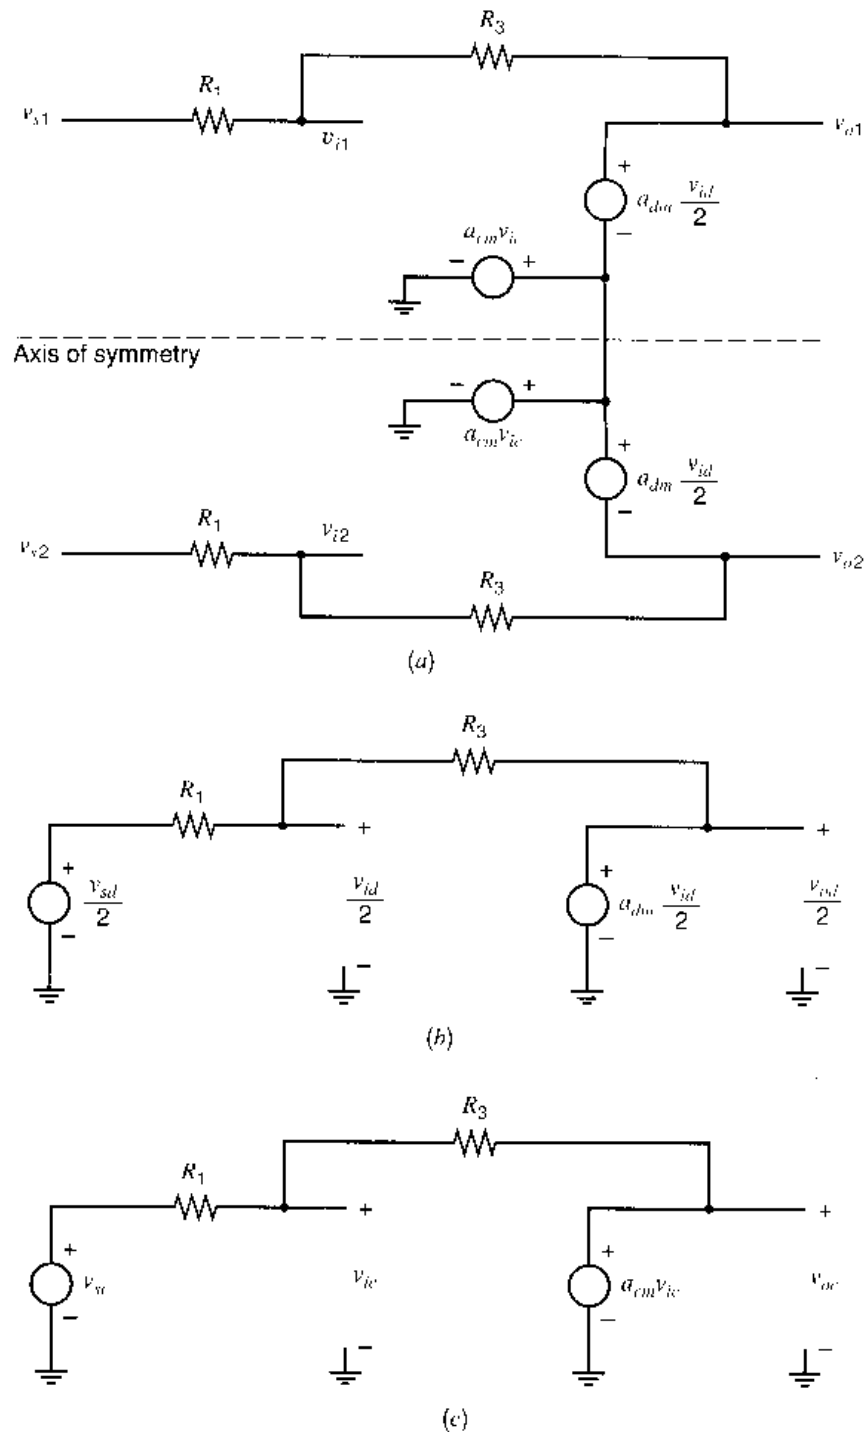 R3
R1
vs1
vi1
vo1
+
adm vid/2
−
acm vic
− +
Axis of symmetry
− +
acm vic
+
adm vid/2
−
R1
vi2
vs2
vo2
R3
(a)
R3
R1
+ +
+ +
vsd/2 vid/2 adm vid/2 vod/2
− −
− −
(b)
R3
R1
+ +
+ +
vsc vic acm vic voc
− −
− −
(c)